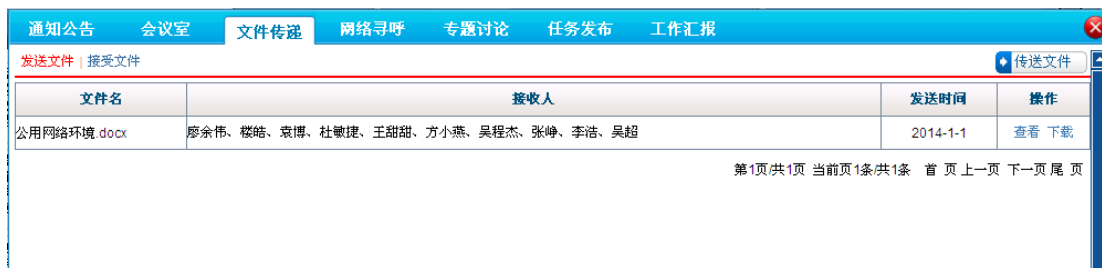 通知公告 会议室 文件传递 网络寻呼 专题讨论 任务发布 工作汇报
发送文件 | 接受文件 传送文件
文件名 接收人 发送时间 操作
公用网络环境.docx 廖余伟、楼皓、袁博、杜敏捷、王甜甜、方小燕、吴程杰、张峥、李浩、吴超 2014-1-1 查看 下载
第1页/共1页 当前页1条/共1条 首 页 上一页 下一页 尾 页